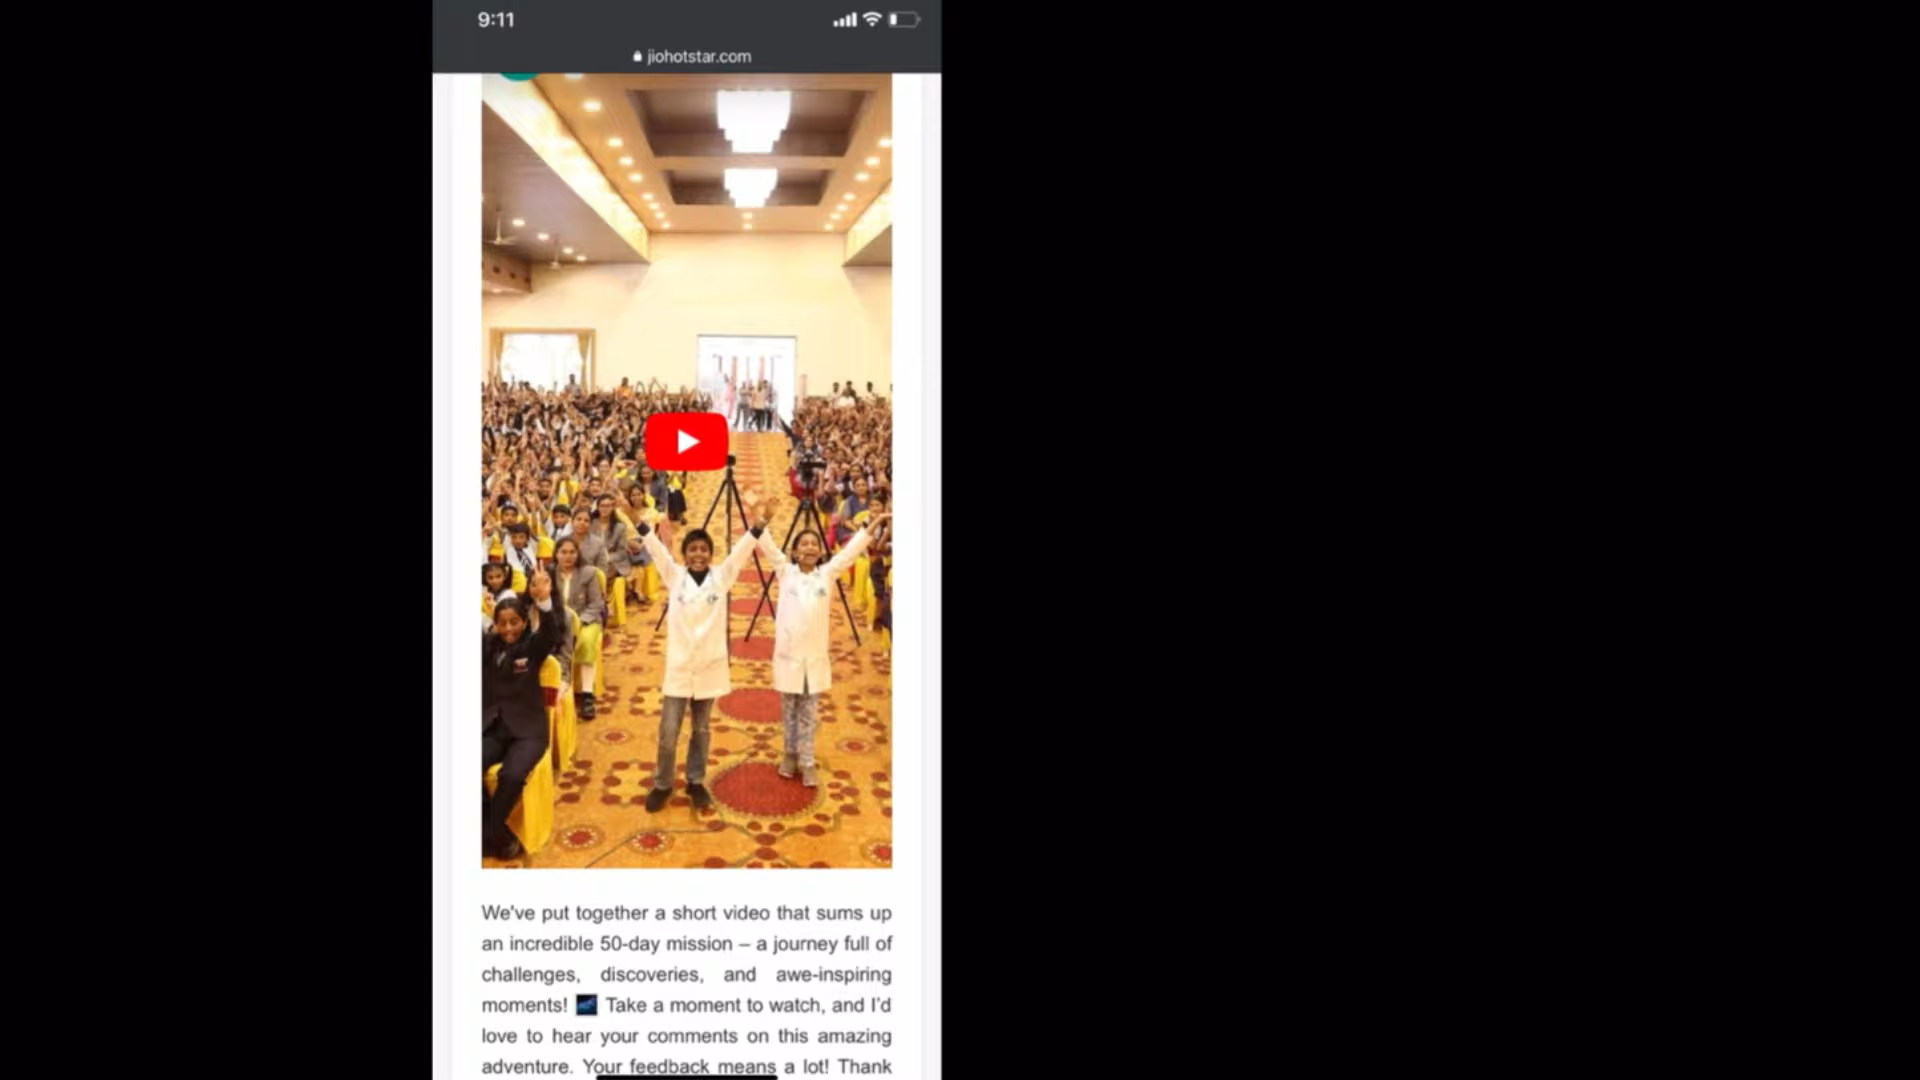 9:11
jiohotstar.com
We've put together a short video that sums up
an incredible 50-day mission – a journey full of
challenges, discoveries, and awe-inspiring
moments! 🌌 Take a moment to watch, and I'd
love to hear your comments on this amazing
adventure. Your feedback means a lot! Thank